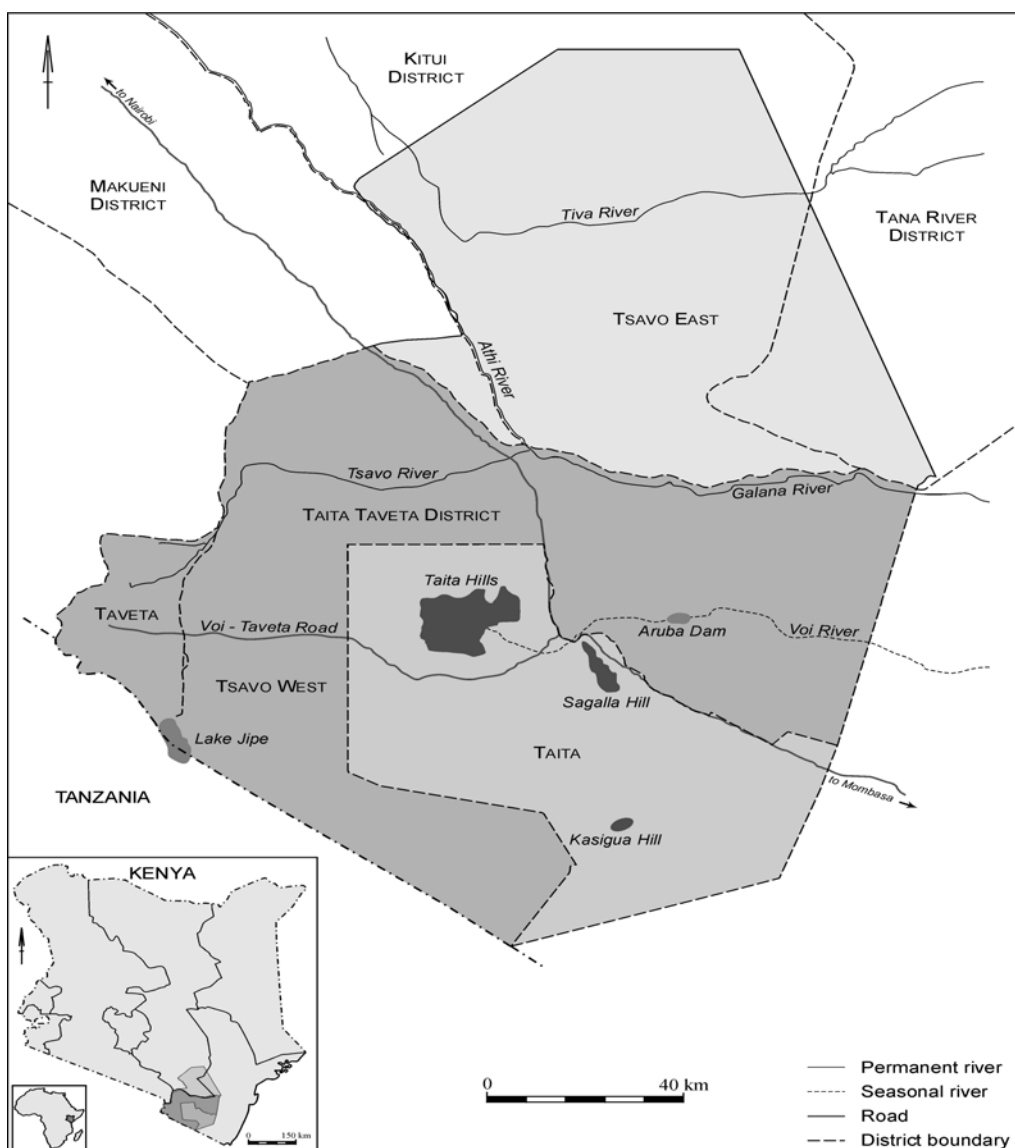 KITUI
DISTRICT
to Nairobi
MAKUENI
DISTRICT
Tiva River
TANA RIVER
DISTRICT
TSAVO EAST
Athi River
Tsavo River
Galana River
TAITA TAVETA DISTRICT
Taita Hills
TAVETA
Voi - Taveta Road
Aruba Dam
Voi River
TSAVO WEST
Sagalla Hill
Lake Jipe
TAITA
TANZANIA
to Mombasa
Kasigua Hill
KENYA
0 150 km
0 40 km
Permanent river
Seasonal river
Road
District boundary